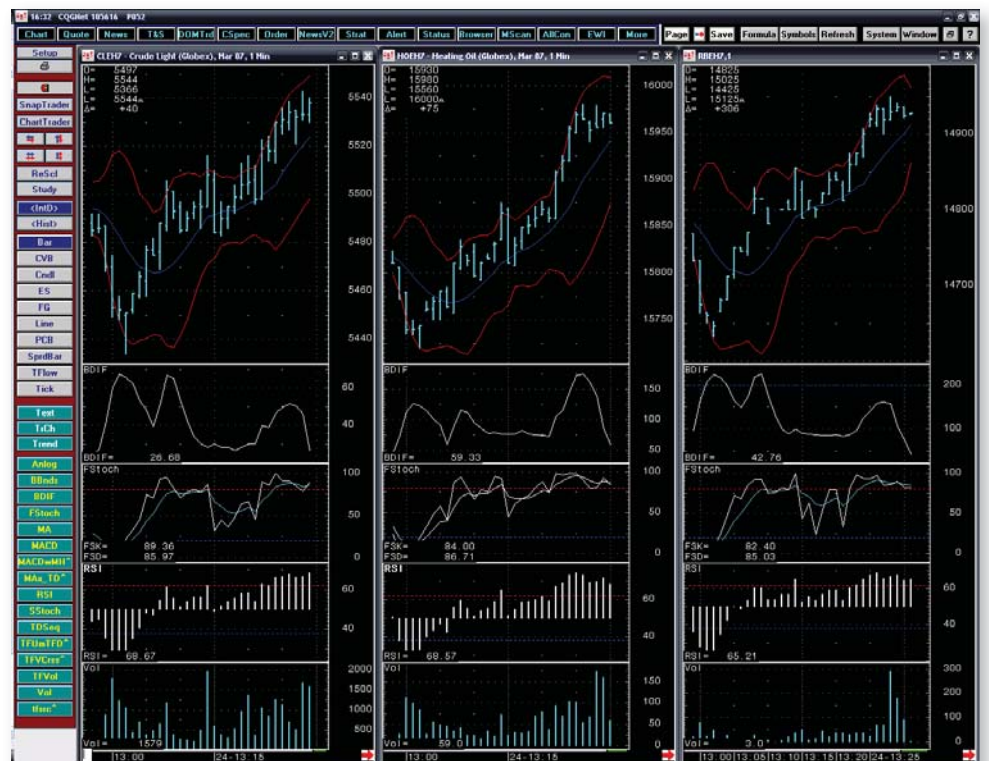 16:32 CQGNet 10561A P052
Chart Quote News T&S DOMTrd CSpec Order NewsV2 Strat Alert Status Browser MScan AllCon EWI More Page Save Formula Symbols Refresh System Window ?
Setup
SnapTrader
ChartTrader
ReScl
Study
<IntD>
<Hist>
Bar
CVB
Cndl
ES
FG
Line
PCB
SprdBar
TFlow
Tick
Text
TrCh
Trend
Anlog
BBnds
BDIF
FStoch
MA
MACD
RSI
SStoch
TDSeq
TFVol
Vol
CLEH7 - Crude Light (Globex), Mar 07, 1 Min
O= 5497
H= 5544
L= 5366
L= 5544
Δ= +40
5540
5520
5500
5480
5460
5440
BDIF
60
40
BDIF= 26.68
FStoch
100
50
0
FSK= 89.36
FSD= 85.97
RSI
60
40
RSI= 68.67
Vol
2000
1500
1000
500
Vol= 1579
13:00 24-13:15
HOEH7 - Heating Oil (Globex), Mar 07, 1 Min
O= 15930
H= 15980
L= 15560
L= 16000
Δ= +75
16000
15950
15900
15850
15800
15750
BDIF
150
100
50
BDIF= 59.33
FStoch
100
50
0
FSK= 84.00
FSD= 86.71
RSI
60
40
RSI= 68.57
Vol
150
100
50
0
Vol= 59.0
13:00 24-13:15
RBEH7,1
O= 14825
H= 15025
L= 14425
L= 15125
Δ= +306
14900
14800
14700
BDIF
200
100
BDIF= 42.76
FStoch
100
50
0
FSK= 82.40
FSD= 85.03
RSI
60
40
RSI= 65.21
Vol
300
200
100
0
Vol= 3.0
13:00 13:05 13:10 13:15 13:20 24-13:25